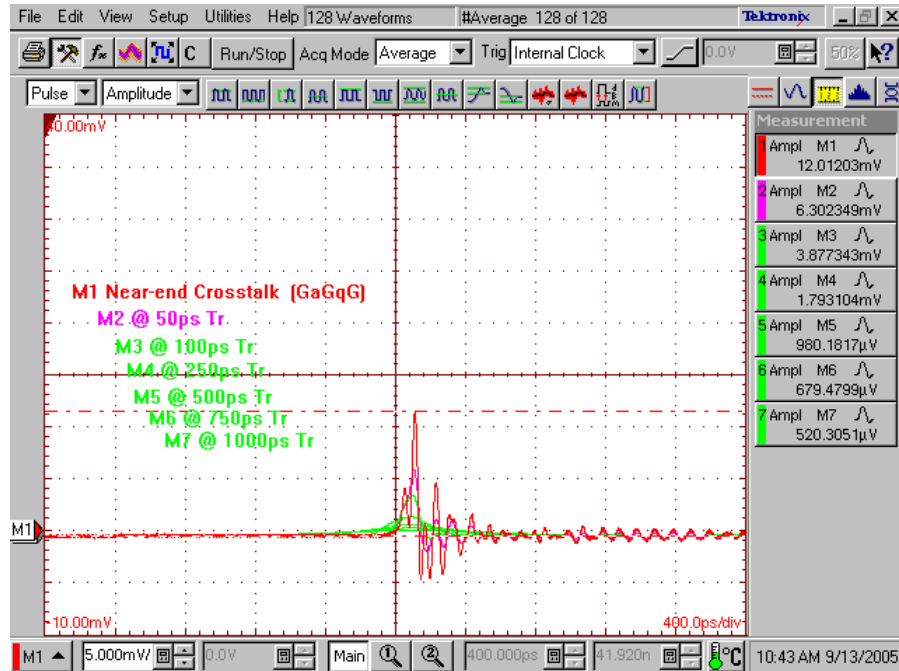 File Edit View Setup Utilities Help 128 Waveforms #Average 128 of 128 Tektronix
C Run/Stop Acq Mode Average Trig Internal Clock 0.0V 50%
Pulse Amplitude
Measurement
1 Ampl M1
12.01203mV
2 Ampl M2
6.302349mV
3 Ampl M3
3.877343mV
4 Ampl M4
1.793104mV
5 Ampl M5
980.1817µV
6 Ampl M6
679.4799µV
7 Ampl M7
520.3051µV
M1 Near-end Crosstalk (GaGqG)
M2 @ 50ps Tr
M3 @ 100ps Tr
M4 @ 250ps Tr
M5 @ 500ps Tr
M6 @ 750ps Tr
M7 @ 1000ps Tr
M1
-10.00mV
400.0ps/div
M1 5.000mV/ 0.0V Main 1 2 400.000ps 41.920n °C 10:43 AM 9/13/2005